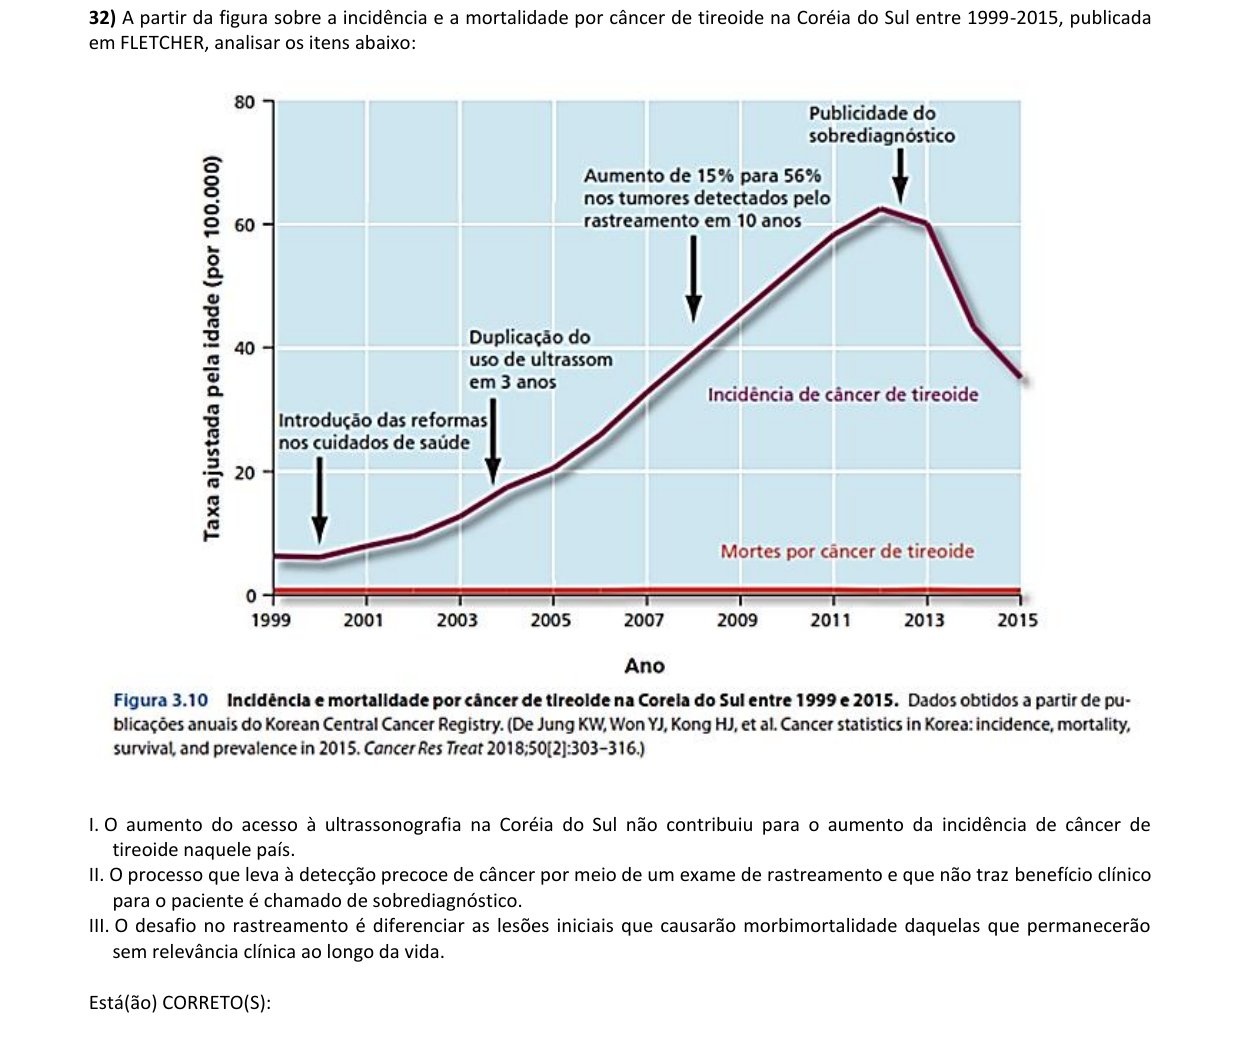 32) A partir da figura sobre a incidência e a mortalidade por câncer de tireoide na Coréia do Sul entre 1999-2015, publicada
em FLETCHER, analisar os itens abaixo:
Taxa ajustada pela idade (por 100.000)
80
60
40
20
0
Publicidade do
sobrediagnóstico
Aumento de 15% para 56%
nos tumores detectados pelo
rastreamento em 10 anos
Duplicação do
uso de ultrassom
em 3 anos
Introdução das reformas
nos cuidados de saúde
Incidência de câncer de tireoide
Mortes por câncer de tireoide
1999 2001 2003 2005 2007 2009 2011 2013 2015
Ano
Figura 3.10 Incidência e mortalidade por câncer de tireoide na Coreia do Sul entre 1999 e 2015. Dados obtidos a partir de pu-
blicações anuais do Korean Central Cancer Registry. (De Jung KW, Won YJ, Kong HJ, et al. Cancer statistics in Korea: incidence, mortality,
survival, and prevalence in 2015. Cancer Res Treat 2018;50[2]:303–316.)
I. O aumento do acesso à ultrassonografia na Coréia do Sul não contribuiu para o aumento da incidência de câncer de
tireoide naquele país.
II. O processo que leva à detecção precoce de câncer por meio de um exame de rastreamento e que não traz benefício clínico
para o paciente é chamado de sobrediagnóstico.
III. O desafio no rastreamento é diferenciar as lesões iniciais que causarão morbimortalidade daquelas que permanecerão
sem relevância clínica ao longo da vida.
Está(ão) CORRETO(S):